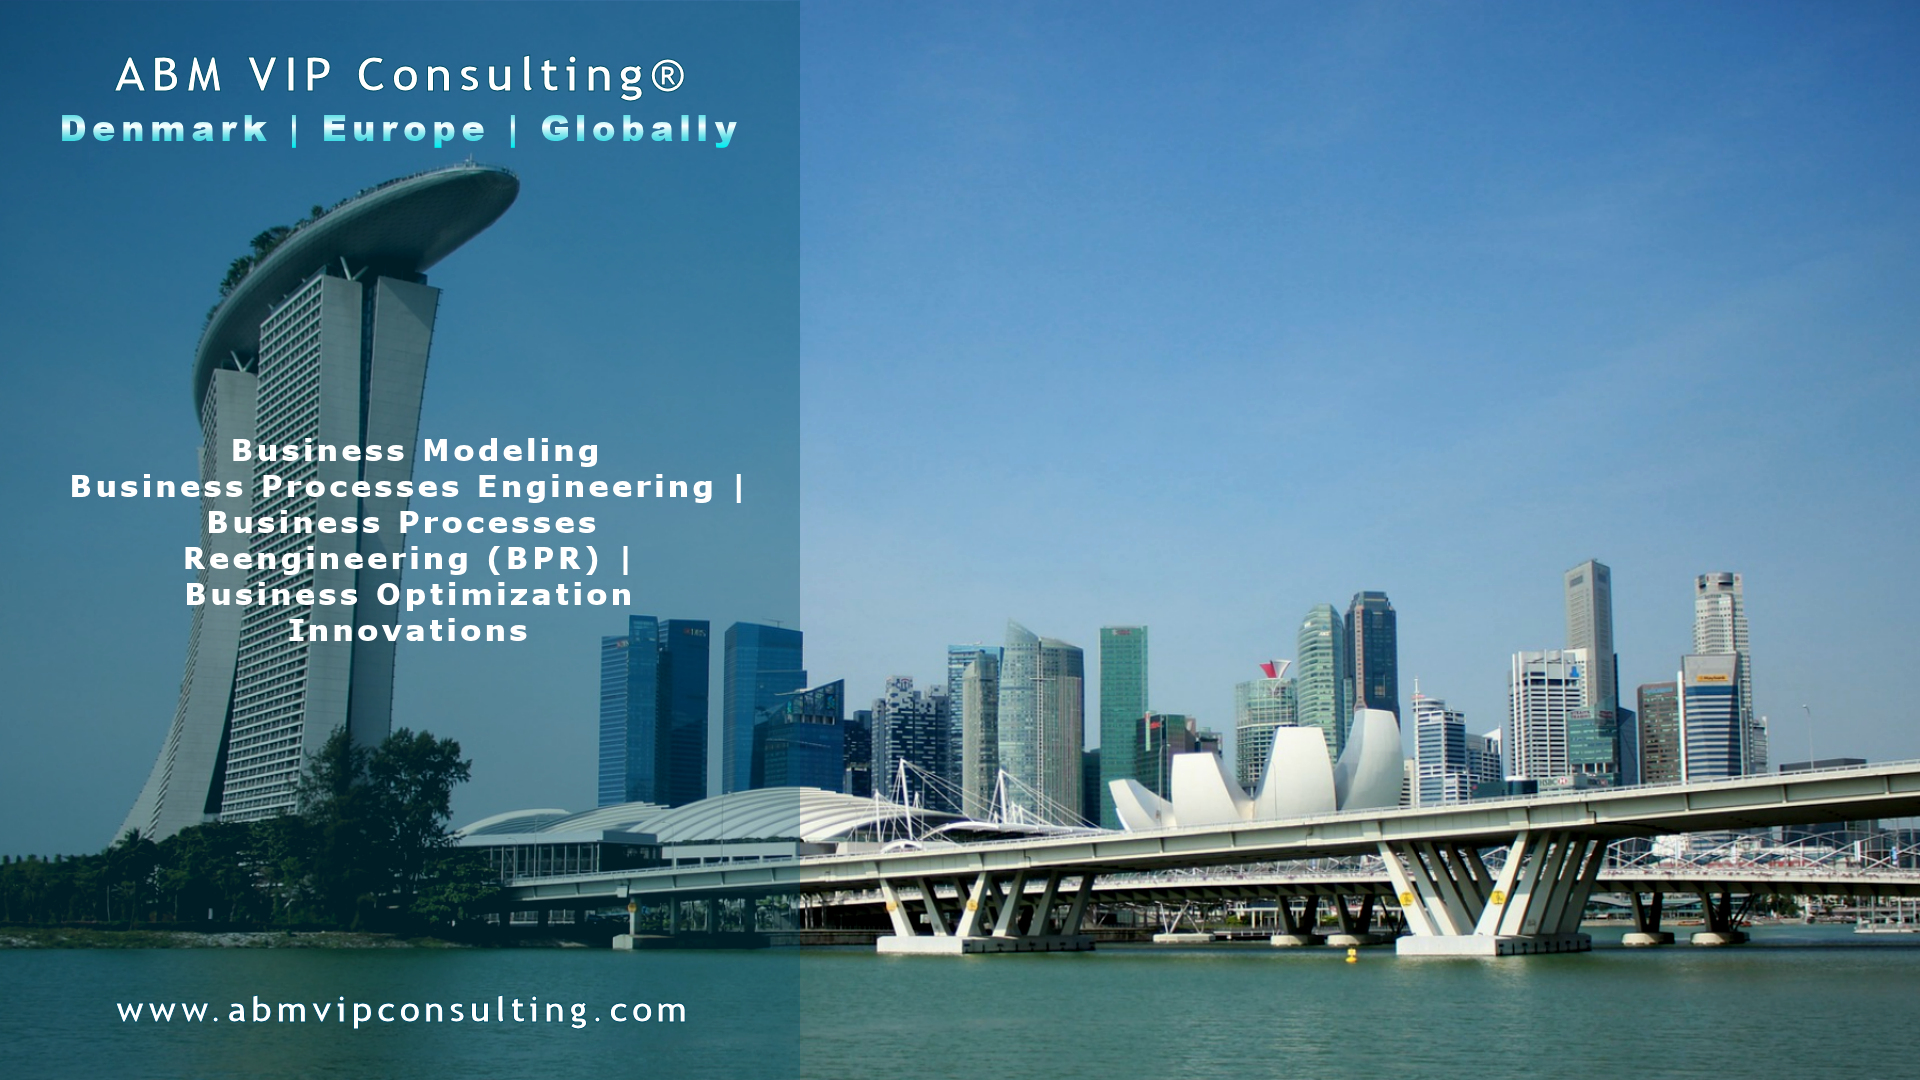 ABM VIP Consulting®
Denmark | Europe | Globally
Business Modeling
Business Processes Engineering |
Business Processes
Reengineering (BPR) |
Business Optimization
Innovations
www.abmvipconsulting.com